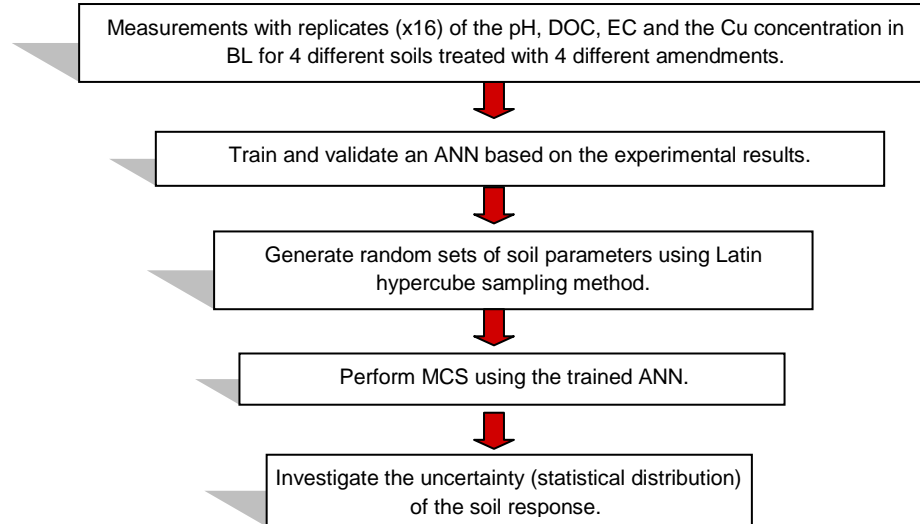 Measurements with replicates (x16) of the pH, DOC, EC and the Cu concentration in
BL for 4 different soils treated with 4 different amendments.
Train and validate an ANN based on the experimental results.
Generate random sets of soil parameters using Latin
hypercube sampling method.
Perform MCS using the trained ANN.
Investigate the uncertainty (statistical distribution)
of the soil response.